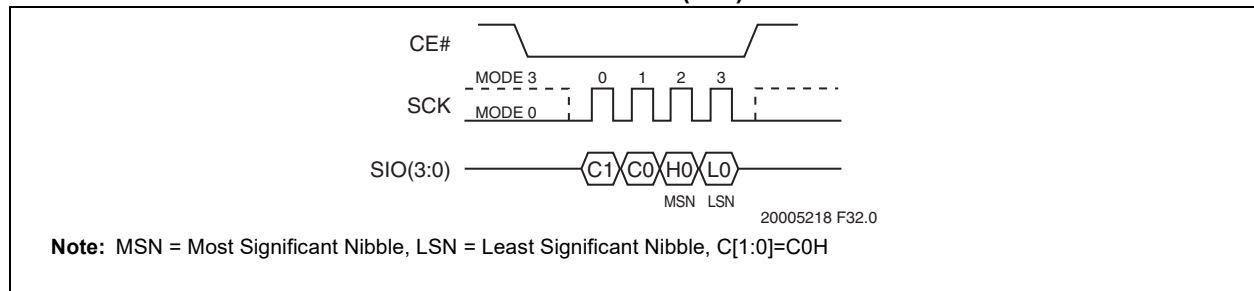 CE#
MODE 3 0 1 2 3
SCK
MODE 0
SIO(3:0) C1 C0 H0 L0
MSN LSN
20005218 F32.0
Note: MSN = Most Significant Nibble, LSN = Least Significant Nibble, C[1:0]=C0H